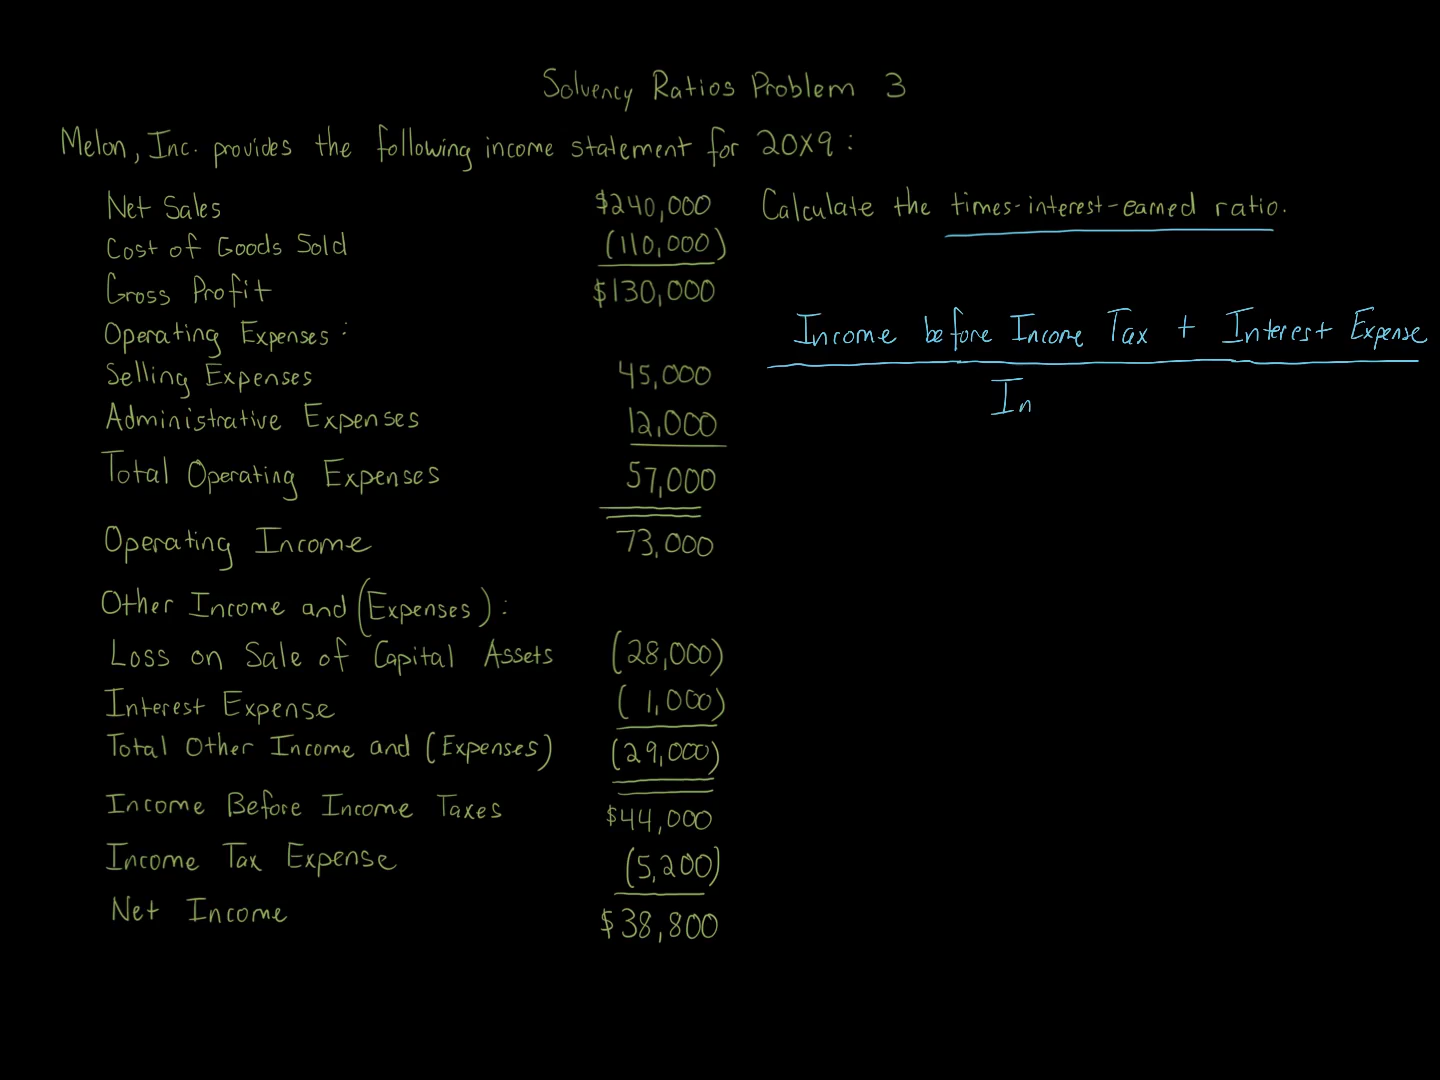 Solvency Ratios Problem 3
Melon, Inc. provides the following income statement for 20X9:
Net Sales $240,000
Cost of Goods Sold (110,000)
Gross Profit $130,000
Operating Expenses:
Selling Expenses 45,000
Administrative Expenses 12,000
Total Operating Expenses 57,000
Operating Income 73,000
Other Income and (Expenses):
Loss on Sale of Capital Assets (28,000)
Interest Expense (1,000)
Total Other Income and (Expenses) (29,000)
Income Before Income Taxes $44,000
Income Tax Expense (5,200)
Net Income $38,800
Calculate the times-interest-earned ratio.
Income before Income Tax + Interest Expense
In